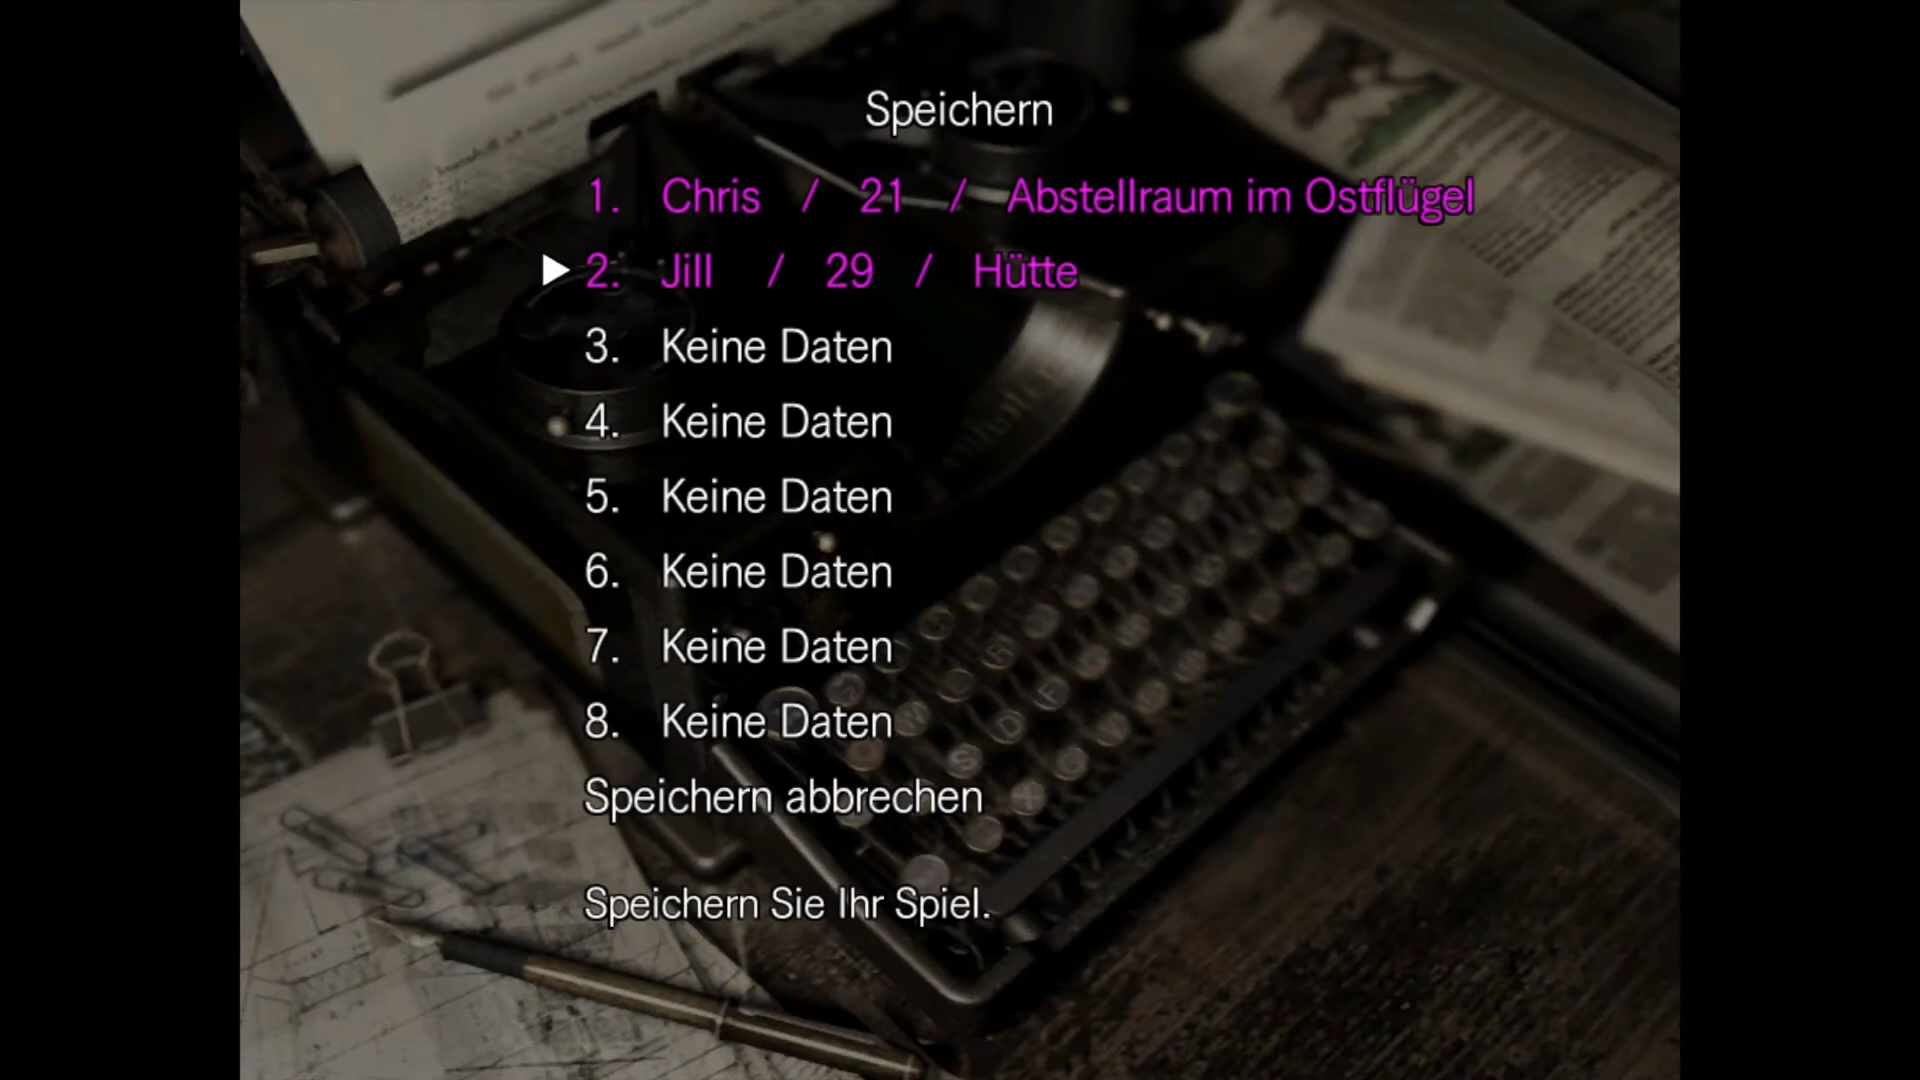 Speichern
1. Chris / 21 / Abstellraum im Ostflügel
2. Jill / 29 / Hütte
3. Keine Daten
4. Keine Daten
5. Keine Daten
6. Keine Daten
7. Keine Daten
8. Keine Daten
Speichern abbrechen
Speichern Sie Ihr Spiel.